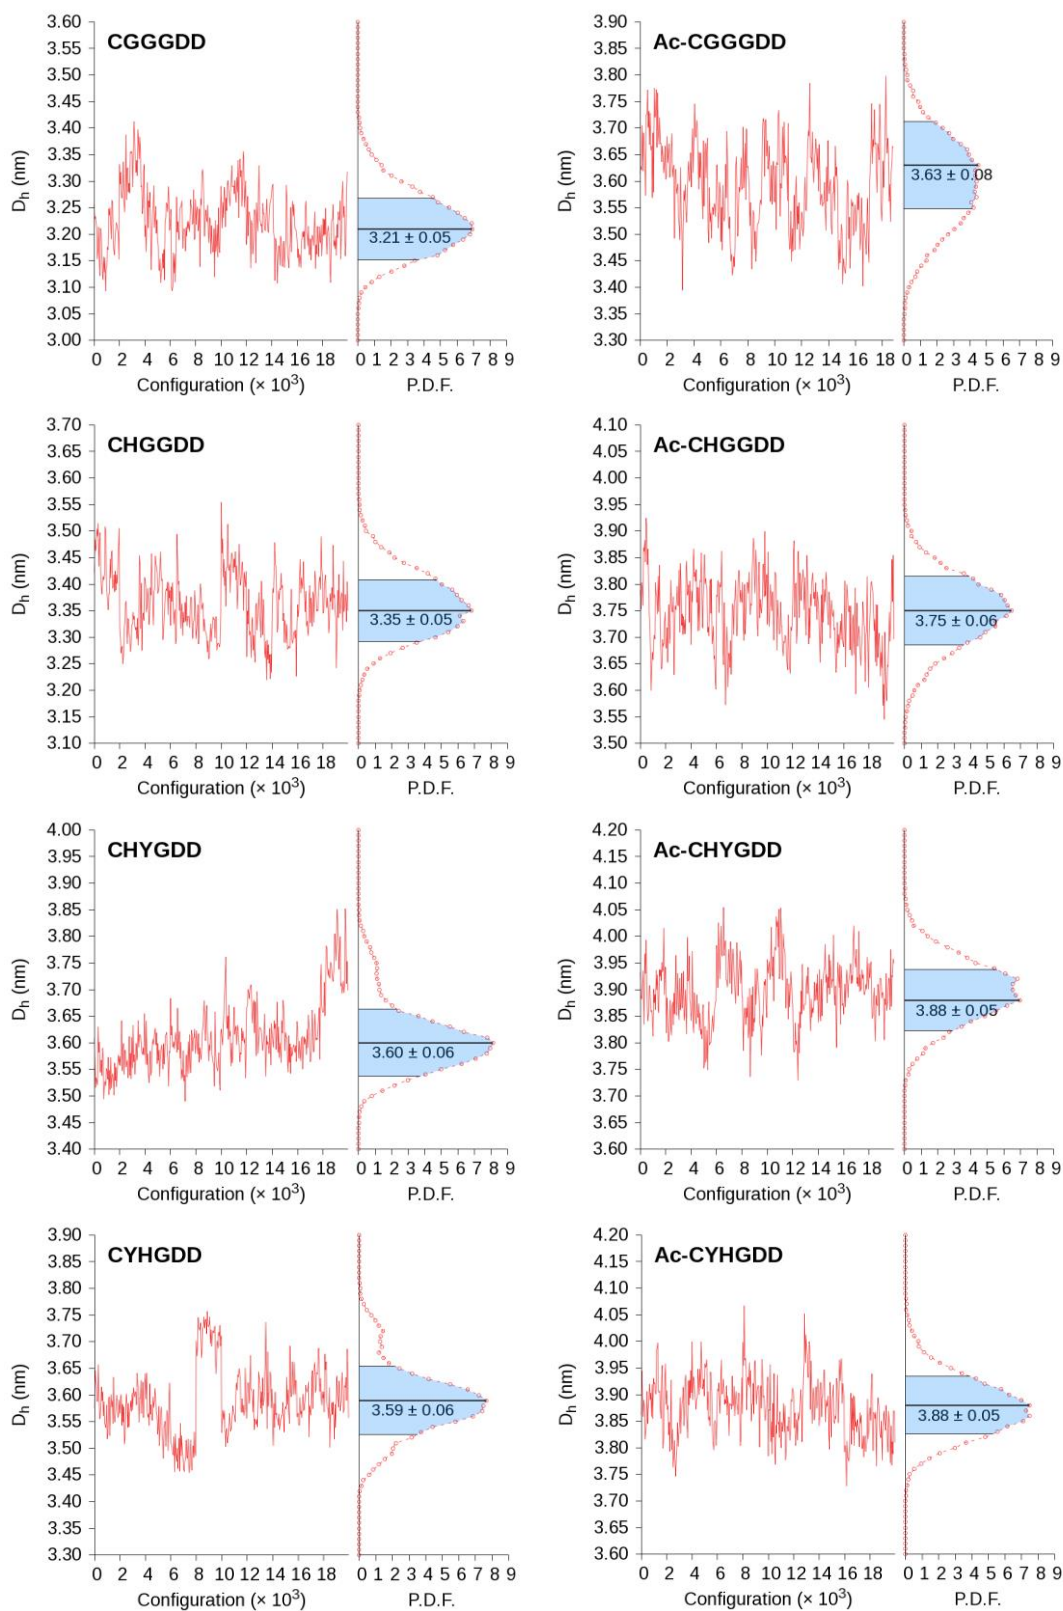 CGGGDD
D_h (nm)
3.60
3.55
3.50
3.45
3.40
3.35
3.30
3.25
3.20
3.15
3.10
3.05
3.00
3.21 ± 0.05
0 2 4 6 8 10 12 14 16 18
0 1 2 3 4 5 6 7 8 9
Configuration (× 10³)
P.D.F.
Ac-CGGGDD
D_h (nm)
3.90
3.80
3.75
3.70
3.65
3.60
3.55
3.50
3.45
3.40
3.30
3.63 ± 0.08
0 2 4 6 8 10 12 14 16 18
0 1 2 3 4 5 6 7 8 9
Configuration (× 10³)
P.D.F.
CHGGDD
D_h (nm)
3.70
3.65
3.60
3.55
3.50
3.45
3.40
3.35
3.30
3.25
3.20
3.15
3.10
3.35 ± 0.05
0 2 4 6 8 10 12 14 16 18
0 1 2 3 4 5 6 7 8 9
Configuration (× 10³)
P.D.F.
Ac-CHGGDD
D_h (nm)
4.10
4.05
4.00
3.95
3.90
3.85
3.80
3.75
3.70
3.65
3.60
3.55
3.50
3.75 ± 0.06
0 2 4 6 8 10 12 14 16 18
0 1 2 3 4 5 6 7 8 9
Configuration (× 10³)
P.D.F.
CHYGDD
D_h (nm)
4.00
3.95
3.90
3.85
3.80
3.75
3.70
3.65
3.60
3.55
3.50
3.45
3.40
3.60 ± 0.06
0 2 4 6 8 10 12 14 16 18
0 1 2 3 4 5 6 7 8 9
Configuration (× 10³)
P.D.F.
Ac-CHYGDD
D_h (nm)
4.20
4.15
4.10
4.05
4.00
3.95
3.90
3.85
3.80
3.75
3.70
3.65
3.60
3.88 ± 0.05
0 2 4 6 8 10 12 14 16 18
0 1 2 3 4 5 6 7 8 9
Configuration (× 10³)
P.D.F.
CYHGDD
D_h (nm)
3.90
3.85
3.80
3.75
3.70
3.65
3.60
3.55
3.50
3.45
3.40
3.35
3.30
3.59 ± 0.06
0 2 4 6 8 10 12 14 16 18
0 1 2 3 4 5 6 7 8 9
Configuration (× 10³)
P.D.F.
Ac-CYHGDD
D_h (nm)
4.20
4.15
4.10
4.05
4.00
3.95
3.90
3.85
3.80
3.75
3.70
3.65
3.60
3.88 ± 0.05
0 2 4 6 8 10 12 14 16 18
0 1 2 3 4 5 6 7 8 9
Configuration (× 10³)
P.D.F.